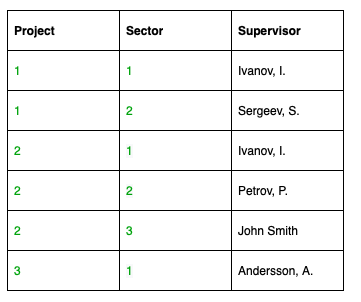 Project Sector Supervisor
1 1 Ivanov, I.
1 2 Sergeev, S.
2 1 Ivanov, I.
2 2 Petrov, P.
2 3 John Smith
3 1 Andersson, A.